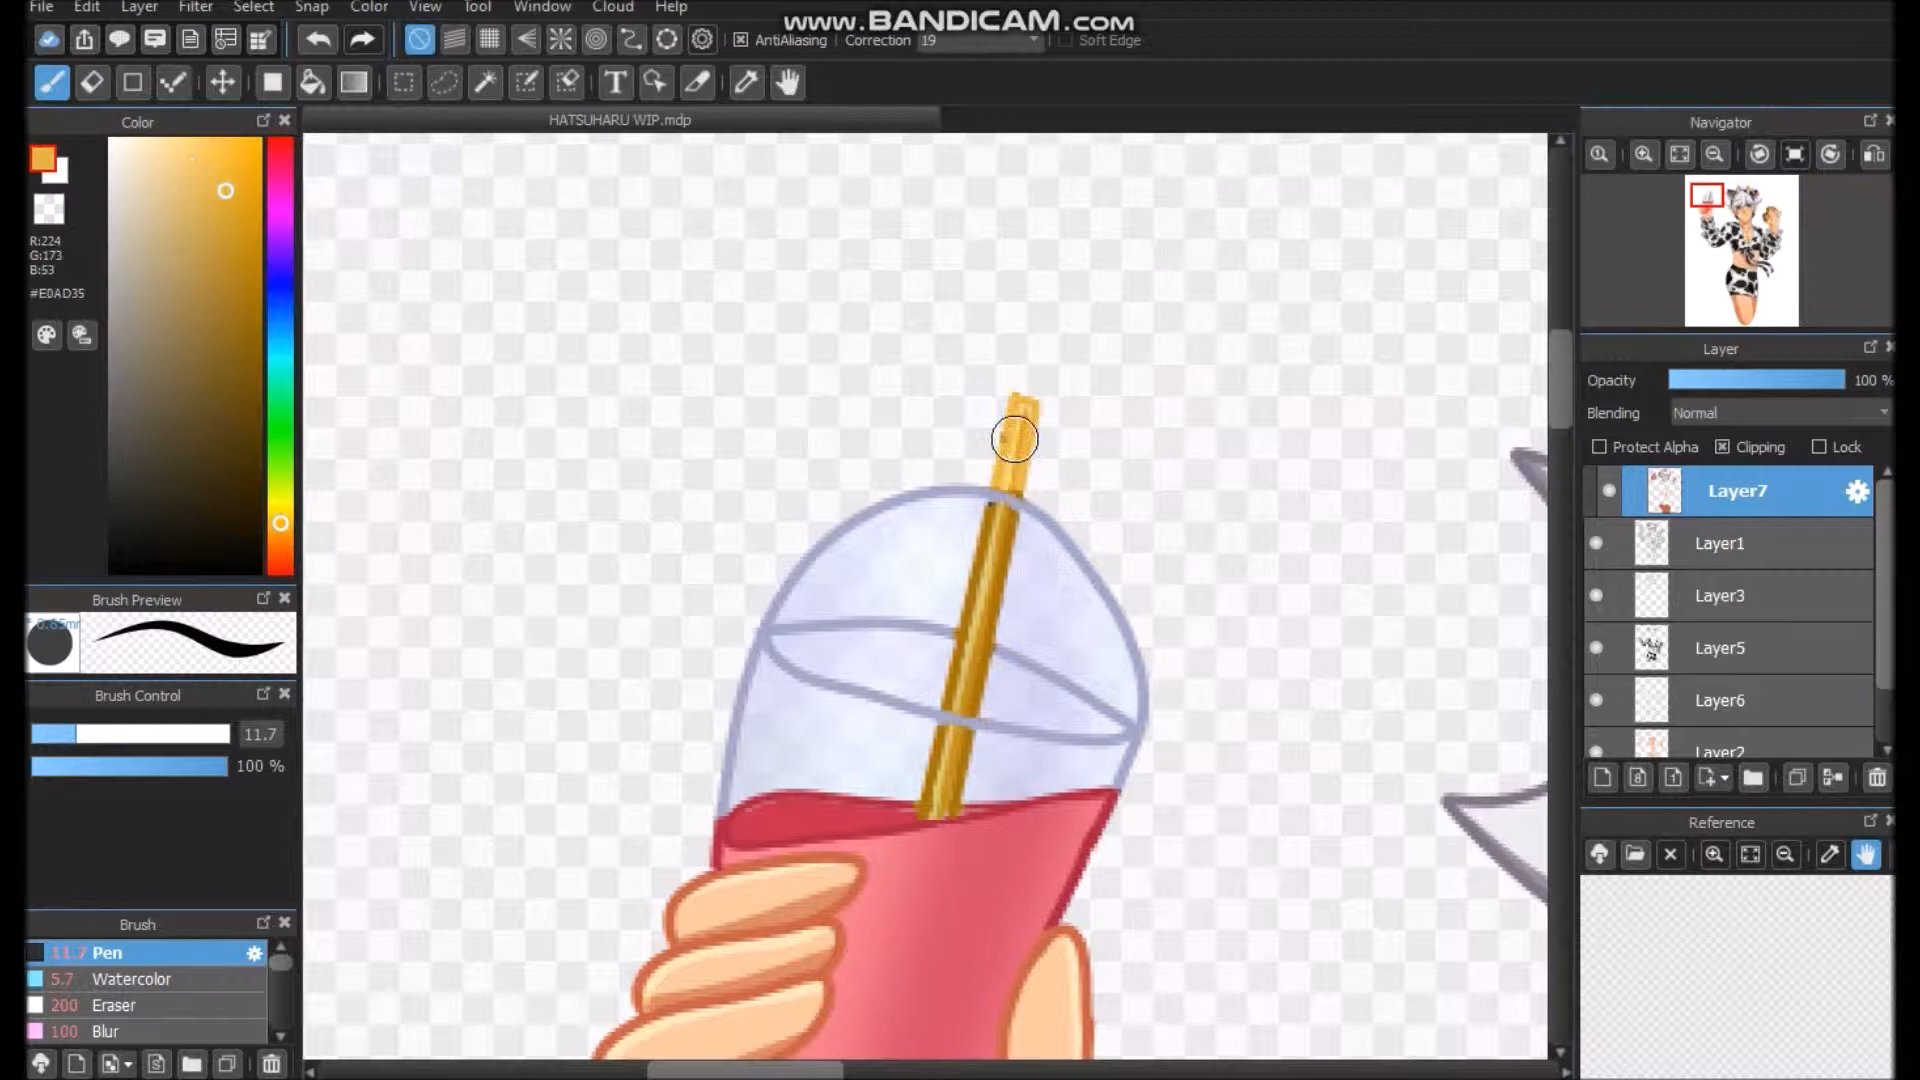 File Edit Layer Filter Select Snap Color View Tool Window Cloud Help
www.BANDICAM.com
AntiAliasing Correction 19 Soft Edge
T
Color
HATSUHARU WIP.mdp
Navigator
R:224
G:173
B:53
#E0AD35
Layer
Opacity 100 %
Blending Normal
Protect Alpha Clipping Lock
Layer7
Layer1
Layer3
Layer5
Layer6
Layer2
Brush Preview
Brush Control
11.7
100 %
Reference
Brush
11.7 Pen
5.7 Watercolor
200 Eraser
100 Blur